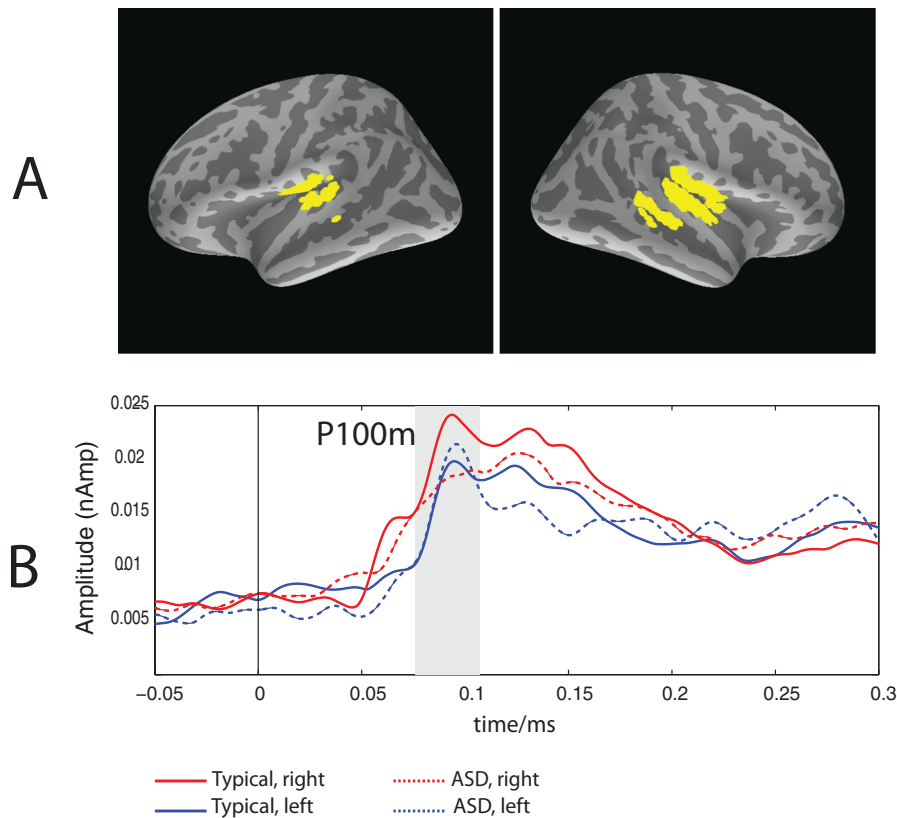 A
B
Amplitude (nAmp)
0.025
0.02
0.015
0.01
0.005
P100m
−0.05 0 0.05 0.1 0.15 0.2 0.25 0.3
time/ms
Typical, right ASD, right
Typical, left ASD, left